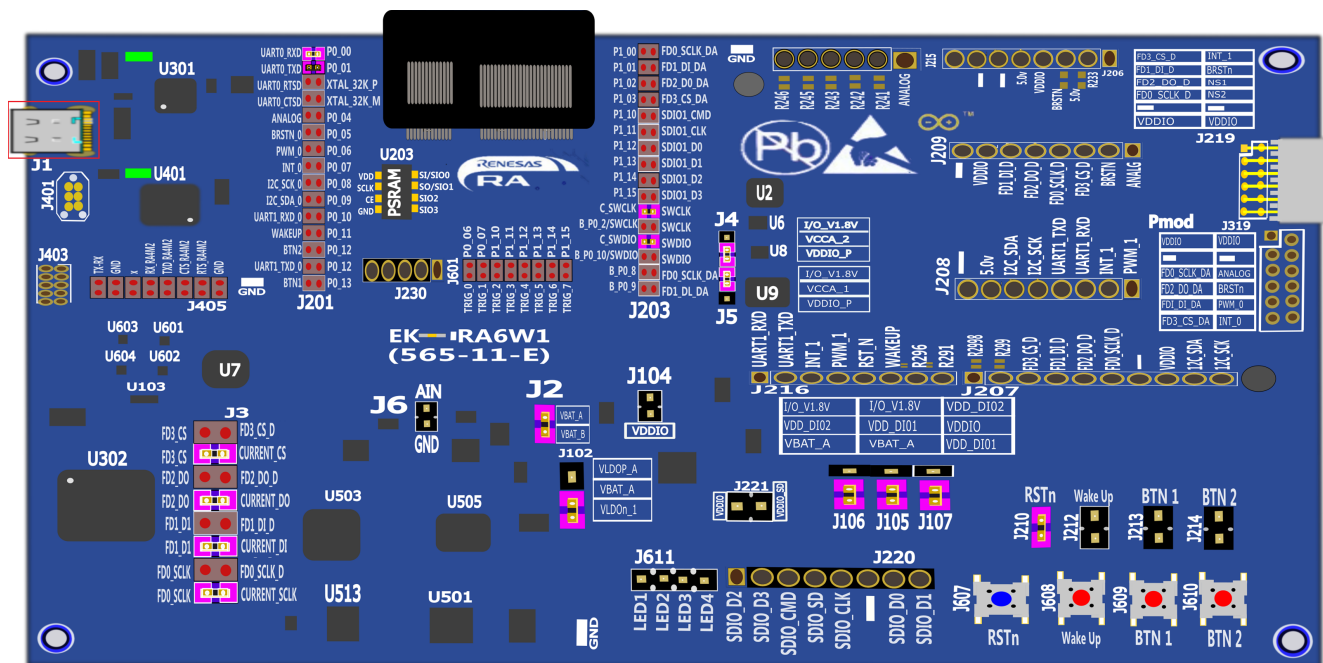 U301
J1
U401
J401
J403
TX-RX
GND
x
RX_RA4M2
TXD_RA4M2
CTS_RA4M2
RTS_RA4M2
GND
J405
GND
U603
U601
U604
U602
U103
U7
UART0_RXD P0_00
UART0_TXD P0_01
UART0_RTSD XTAL_32K_P
UART0_CTSD XTAL_32K_M
ANALOG P0_04
BRSTN_0 P0_05
PWM_0 P0_06
INT_0 P0_07
I2C_SCK_0 P0_08
I2C_SDA_0 P0_09
UART1_RXD_0 P0_10
WAKEUP P0_11
BTN2 P0_12
UART1_TXD_0 P0_12
BTN1 P0_13
J201
U203
VDD SI/SIO0
SCLK SO/SIO1
CE SIO2
GND SIO3
PSRAM
RENESAS
RA
J230
J601
P0_06
P0_07
P1_10
P1_11
P1_12
P1_13
P1_14
P1_15
TRIG_0
TRIG_1
TRIG_2
TRIG_3
TRIG_4
TRIG_5
TRIG_6
TRIG_7
EK RA6W1
(565-11-E)
P1_00 FD0_SCLK_DA
P1_01 FD1_DI_DA
P1_02 FD2_D0_DA
P1_03 FD3_CS_DA
P1_10 SDIO1_CMD
P1_11 SDIO1_CLK
P1_12 SDIO1_D0
P1_13 SDIO1_D1
P1_14 SDIO1_D2
P1_15 SDIO1_D3
C_SWCLK SWCLK
B_P0_2/SWCLK SWCLK
C_SWDIO SWDIO
B_P0_10/SWDIO SWDIO
B_P0_8 FD0_SCLK_DA
B_P0_9 FD1_DL_DA
J203
GND
R246
R245
R243
R242
R241
ANALOG
J215
5.0v
VDDIO
BRSTN
5.0v
R233
J206
FD3_CS_D INT_1
FD1_DI_D BRSTn
FD2_DO_D NS1
FD0_SCLK_D NS2
VDDIO VDDIO
J219
Pb
TM
J209
VDDIO
FD1_DI_D
FD2_DO_D
FD0_SCLK_D
FD3_CS_D
BRSTN
ANALG
U2
U6
U8
U9
J4
J5
I/O_V1.8V
VCCA_2
VDDIO_P
I/O_V1.8V
VCCA_1
VDDIO_P
J208
5.0v
I2C_SDA
I2C_SCK
UART1_TXD
UART1_RXD
INT_1
PWM_1
Pmod
J319
VDDIO VDDIO
FD0_SCLK_DA ANALOG
FD2_DO_DA BRSTn
FD1_DI_DA PWM_0
FD3_CS_DA INT_0
UART1_RXD
UART1_TXD
INT_1
PWM_1
RST_N
WAKEUP
R296
R291
J216
R298
R299
FD3_CS_D
FD1_DI_D
FD2_DO_D
FD0_SCLK_D
VDDIO
I2C_SDA
I2C_SCK
J207
I/O_V1.8V I/O_V1.8V VDD_DI02
VDD_DI02 VDD_DI01 VDDIO
VBAT_A VBAT_A VDD_DI01
J106
J105
J107
J3
FD3_CS FD3_CS_D
FD3_CS CURRENT_CS
FD2_DO FD2_DO_D
FD2_DO CURRENT_DO
FD1_D1 FD1_DI_D
FD1_D1 CURRENT_DI
FD0_SCLK FD0_SCLK_D
FD0_SCLK CURRENT_SCLK
U302
J6
AIN
GND
J2
VBAT_A
VBAT_B
J104
VDDIO
J102
VLDOP_A
VBAT_A
VLDOn_1
U503
U505
U513
U501
J221
VDDIO
VDDIO_SD
GND
J611
LED1
LED2
LED3
LED4
J220
SDIO_D2
SDIO_D3
SDIO_CMD
SDIO_SD
SDIO_CLK
SDIO_D0
SDIO_D1
RSTn
J210
Wake Up
J212
BTN 1
J213
BTN 2
J214
J607
RSTn
J608
Wake Up
J609
BTN 1
J610
BTN 2